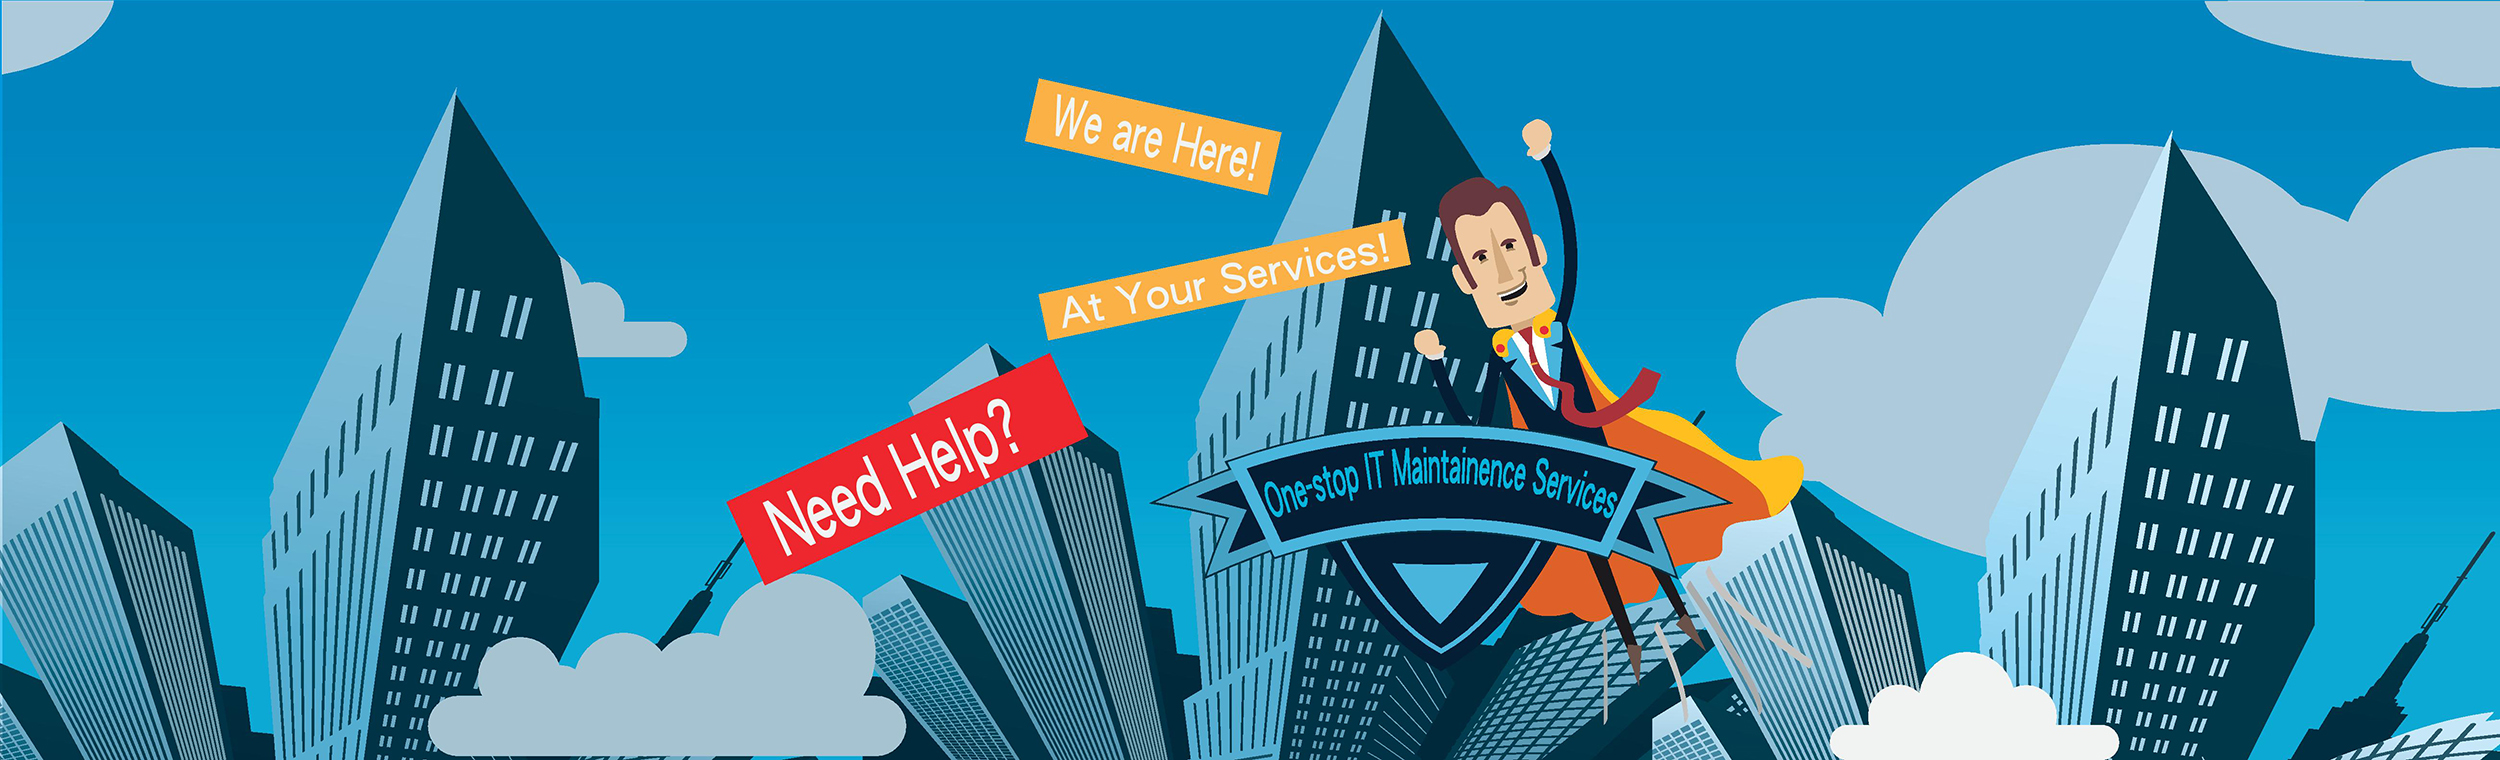 We are Here!
At Your Services!
Need Help?
One-stop IT Maintainence Services